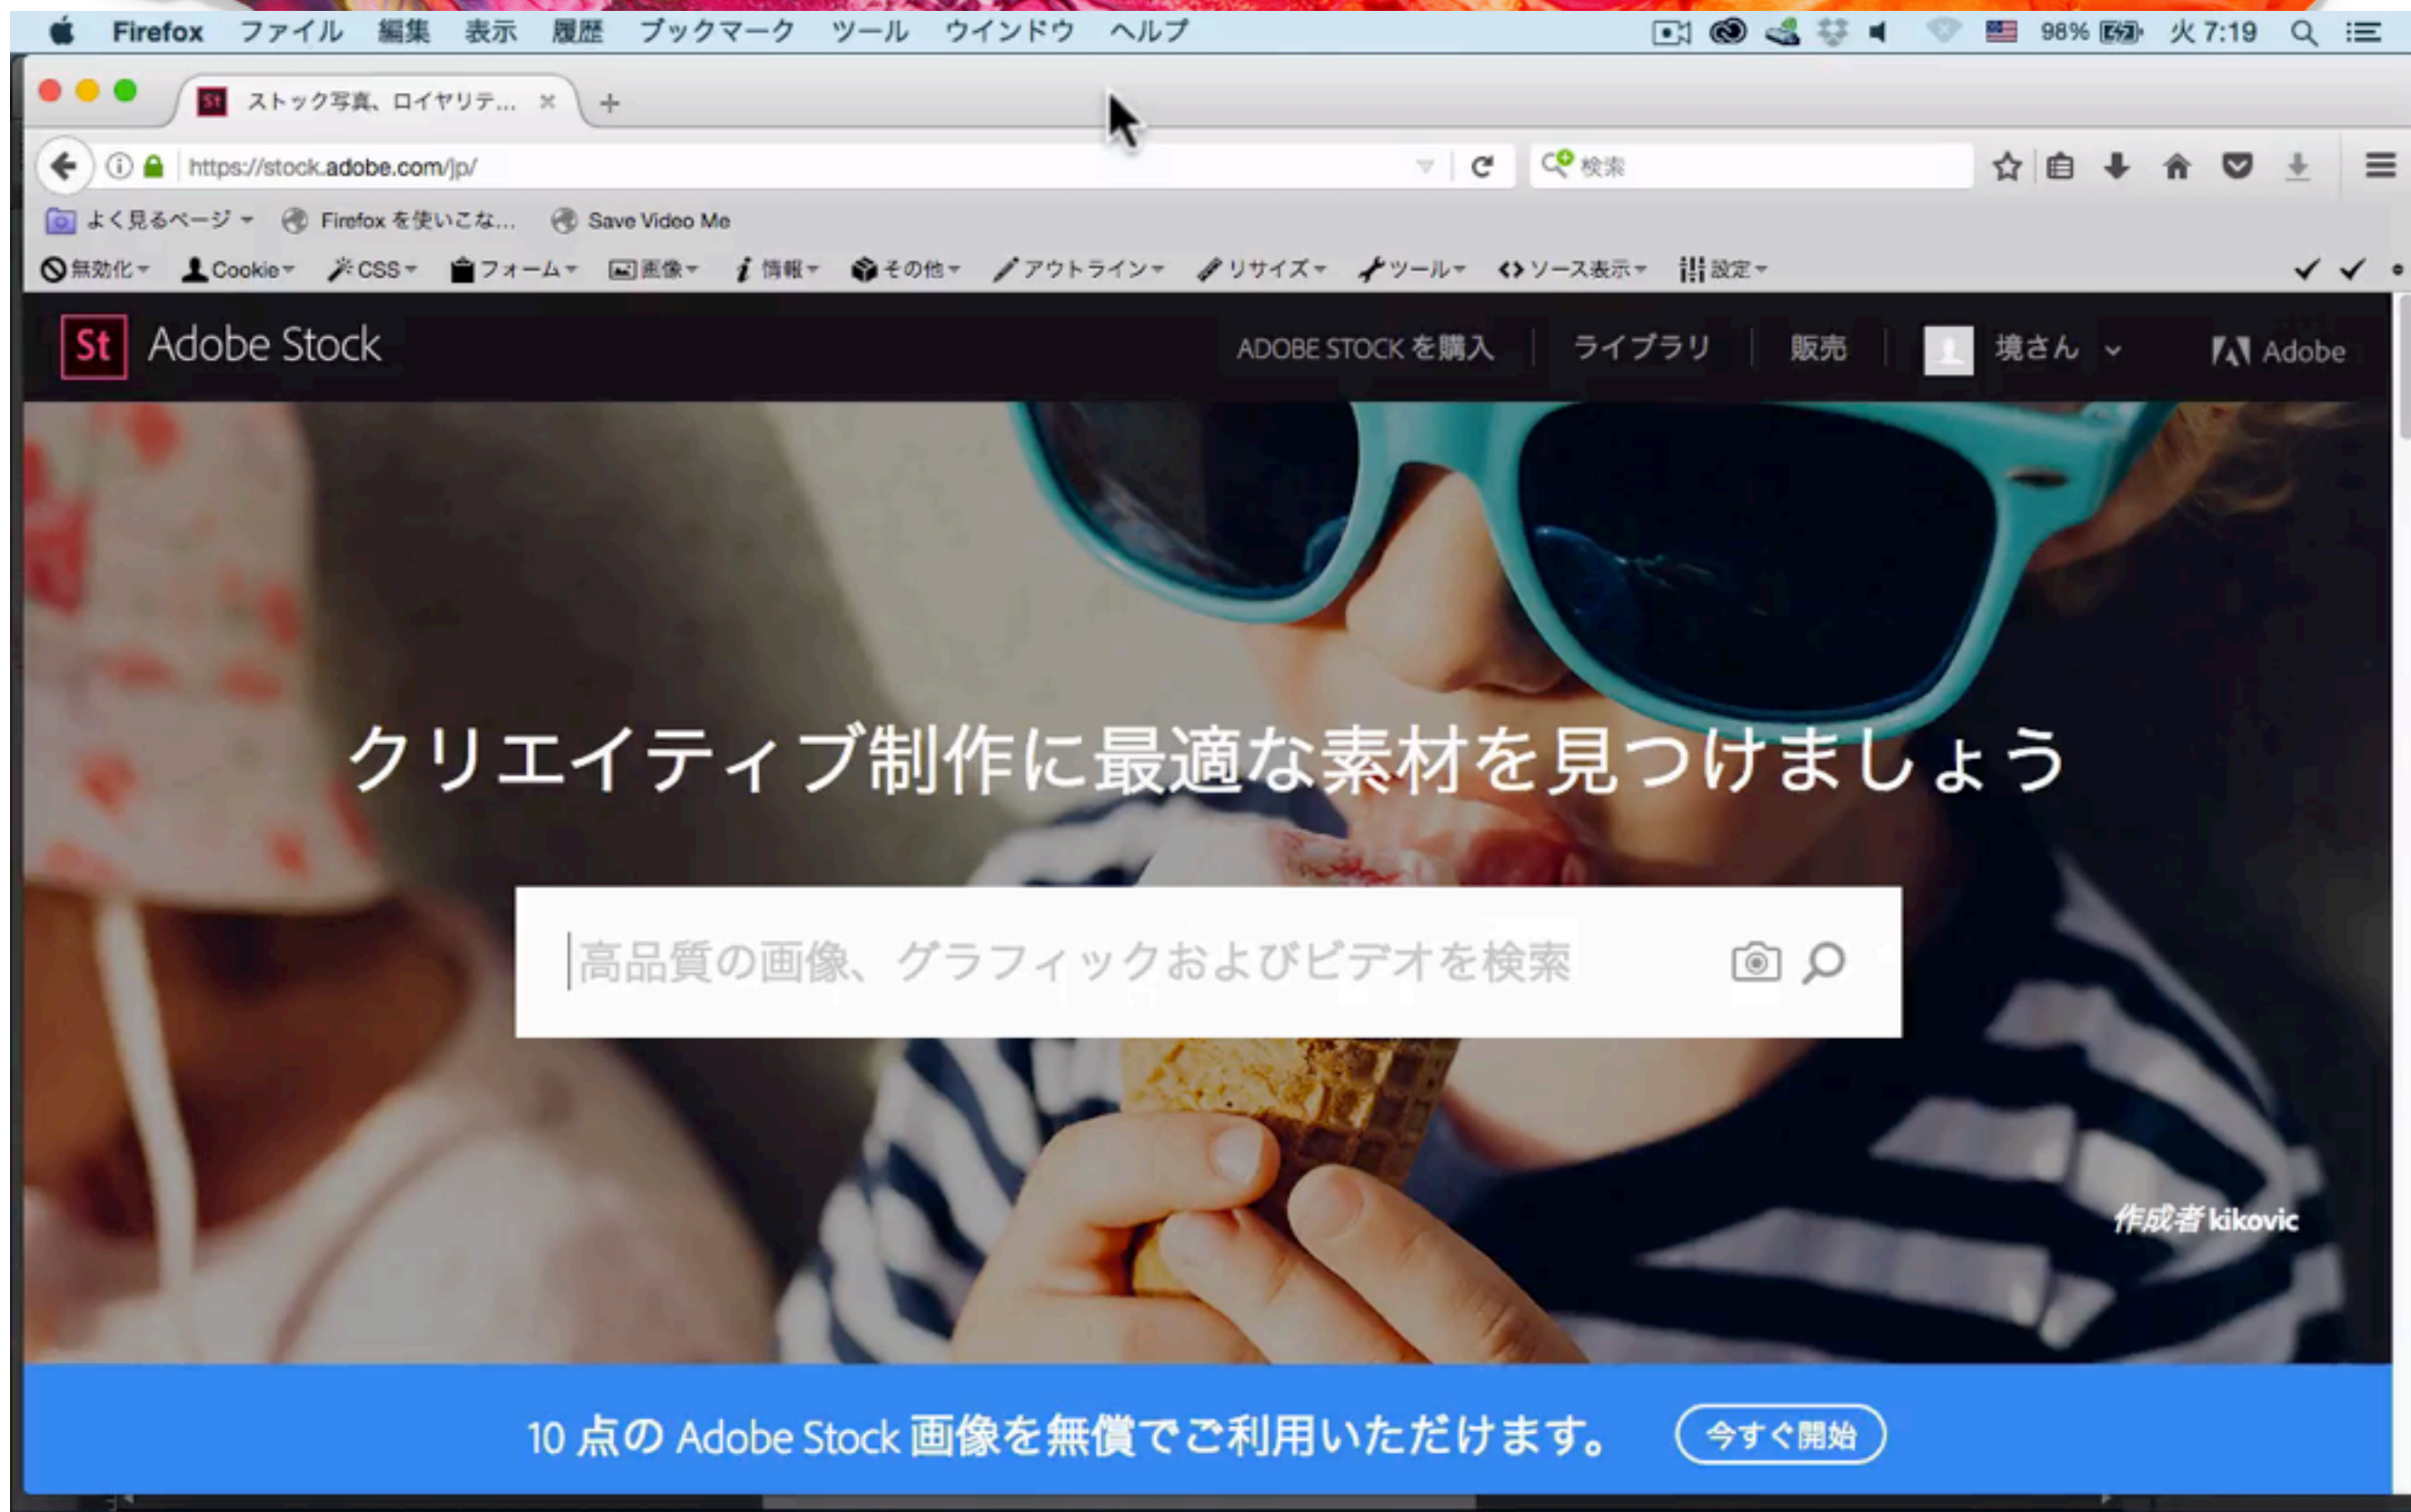 Firefox ファイル 編集 表示 履歴 ブックマーク ツール ウインドウ ヘルプ 98% 火 7:19
St ストック写真、ロイヤリテ...
https://stock.adobe.com/jp/ 検索
よく見るページ Firefox を使いこな... Save Video Me
無効化 Cookie CSS フォーム 画像 情報 その他 アウトライン リサイズ ツール ソース表示 設定
St Adobe Stock ADOBE STOCK を購入 ライブラリ 販売 境さん Adobe
クリエイティブ制作に最適な素材を見つけましょう
高品質の画像、グラフィックおよびビデオを検索
作成者 kikovic
10 点の Adobe Stock 画像を無償でご利用いただけます。 今すぐ開始